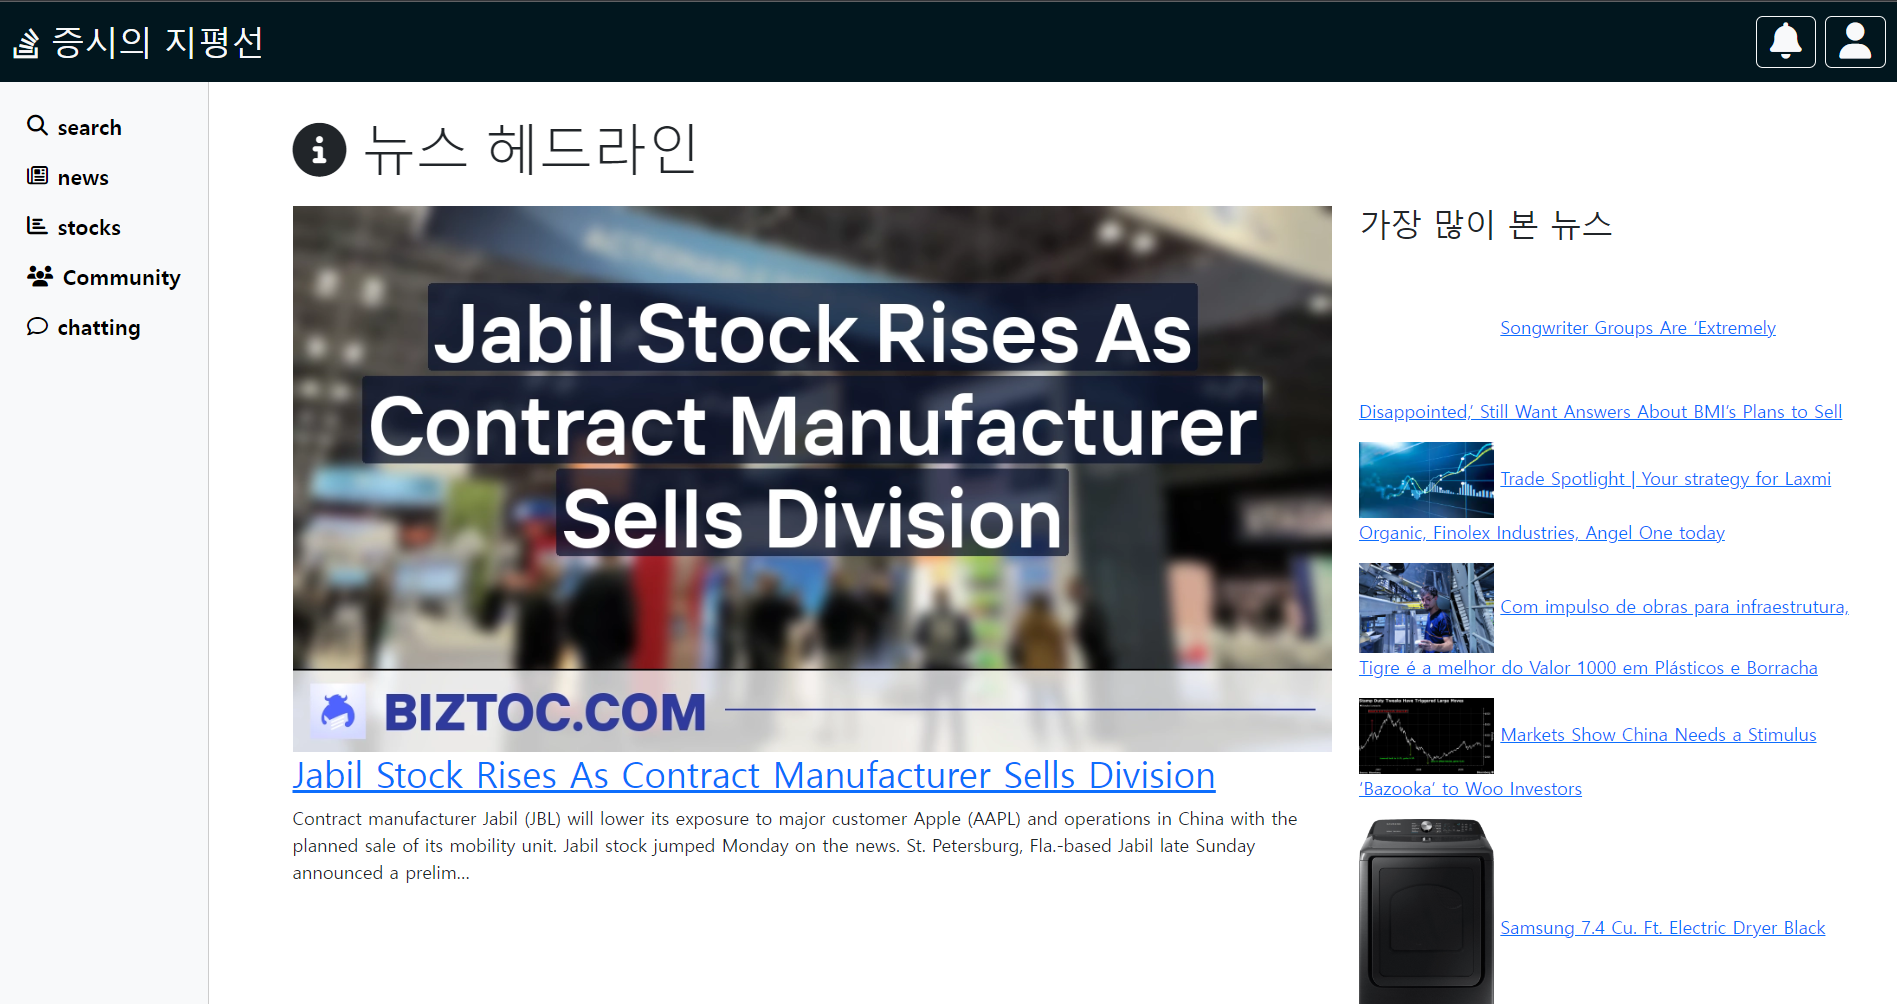 증시의 지평선
search
news
stocks
Community
chatting
뉴스 헤드라인
Jabil Stock Rises As
Contract Manufacturer
Sells Division
BIZTOC.COM
Jabil Stock Rises As Contract Manufacturer Sells Division
Contract manufacturer Jabil (JBL) will lower its exposure to major customer Apple (AAPL) and operations in China with the
planned sale of its mobility unit. Jabil stock jumped Monday on the news. St. Petersburg, Fla.-based Jabil late Sunday
announced a prelim…
가장 많이 본 뉴스
Songwriter Groups Are ‘Extremely
Disappointed,’ Still Want Answers About BMI’s Plans to Sell
Trade Spotlight | Your strategy for Laxmi
Organic, Finolex Industries, Angel One today
Com impulso de obras para infraestrutura,
Tigre é a melhor do Valor 1000 em Plásticos e Borracha
Markets Show China Needs a Stimulus
‘Bazooka’ to Woo Investors
Samsung 7.4 Cu. Ft. Electric Dryer Black